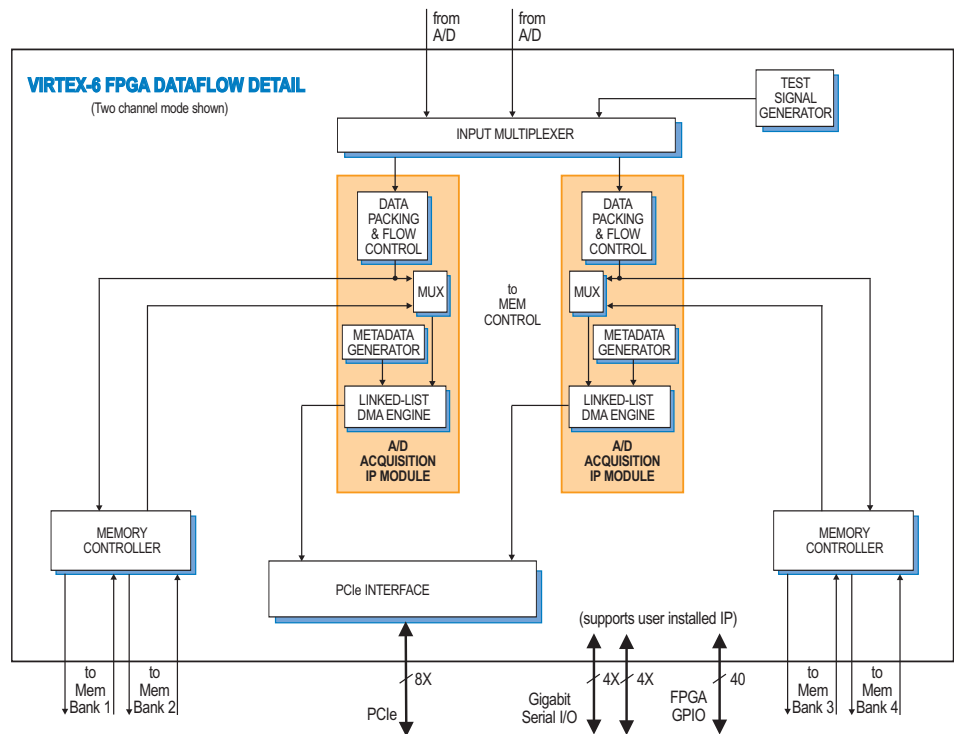 from
A/D
from
A/D
VIRTEX-6 FPGA DATAFLOW DETAIL
(Two channel mode shown)
TEST
SIGNAL
GENERATOR
INPUT MULTIPLEXER
DATA
PACKING
& FLOW
CONTROL
DATA
PACKING
& FLOW
CONTROL
MUX
to
MEM
CONTROL
MUX
METADATA
GENERATOR
METADATA
GENERATOR
LINKED-LIST
DMA ENGINE
LINKED-LIST
DMA ENGINE
A/D
ACQUISITION
IP MODULE
A/D
ACQUISITION
IP MODULE
MEMORY
CONTROLLER
MEMORY
CONTROLLER
PCIe INTERFACE
(supports user installed IP)
to
Mem
Bank 1
to
Mem
Bank 2
8X
PCIe
4X
4X
Gigabit
Serial I/O
40
FPGA
GPIO
to
Mem
Bank 3
to
Mem
Bank 4